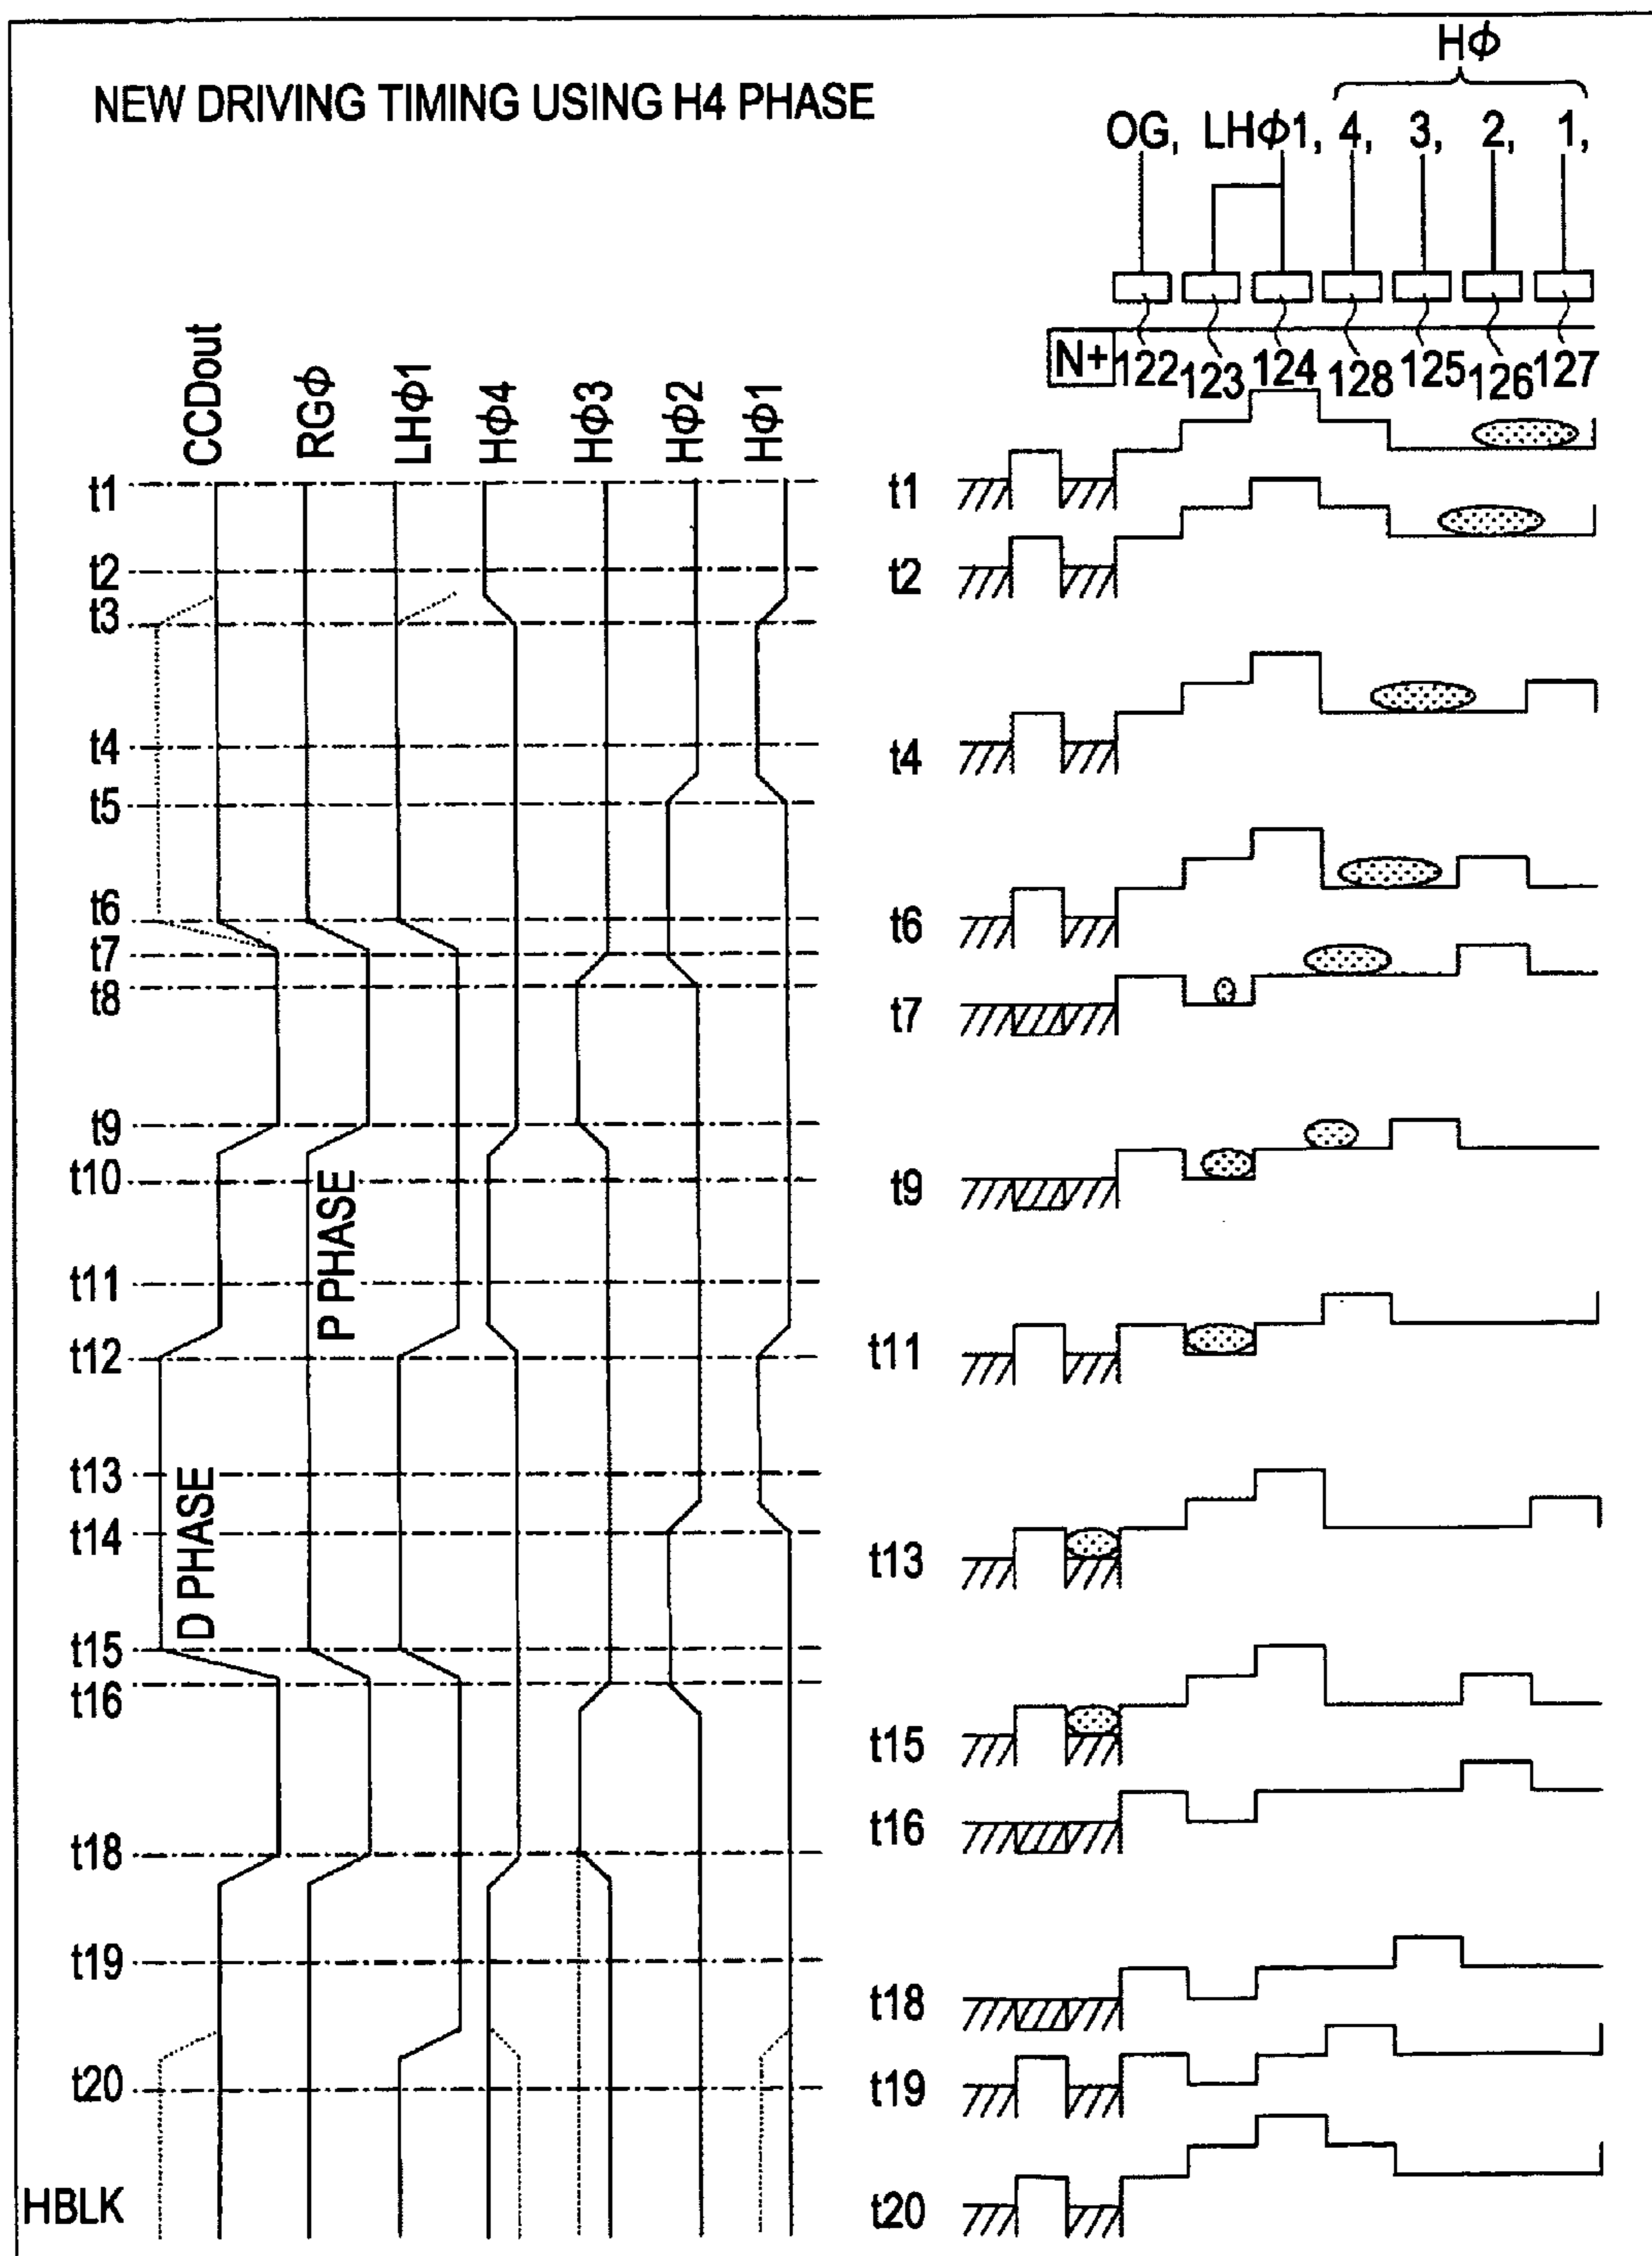 NEW DRIVING TIMING USING H4 PHASE
Hϕ
OG, LHϕ1, 4, 3, 2, 1,
N+ 122 123 124 128 125 126 127
CCDout RGϕ LHϕ1 Hϕ4 Hϕ3 Hϕ2 Hϕ1
t1
t2
t3
t4
t5
t6
t7
t8
t9
t10
t11
t12
t13
t14
t15
t16
t18
t19
t20
HBLK
P PHASE
D PHASE
t1
t2
t4
t6
t7
t9
t11
t13
t15
t16
t18
t19
t20